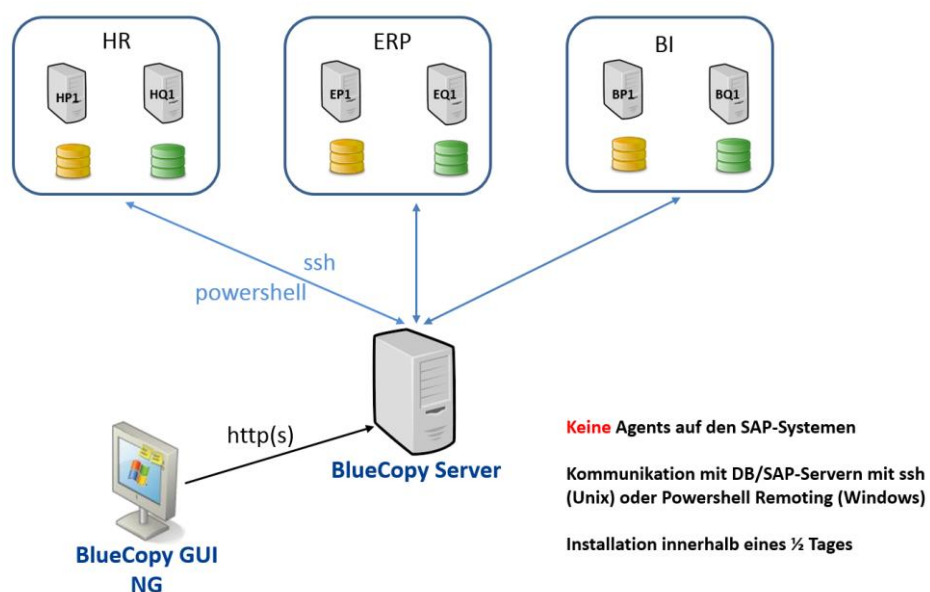 HR
ERP
BI
HP1
HQ1
EP1
EQ1
BP1
BQ1
ssh
powershell
http(s)
BlueCopy Server
BlueCopy GUI
NG
Keine Agents auf den SAP-Systemen
Kommunikation mit DB/SAP-Servern mit ssh
(Unix) oder Powershell Remoting (Windows)
Installation innerhalb eines ½ Tages